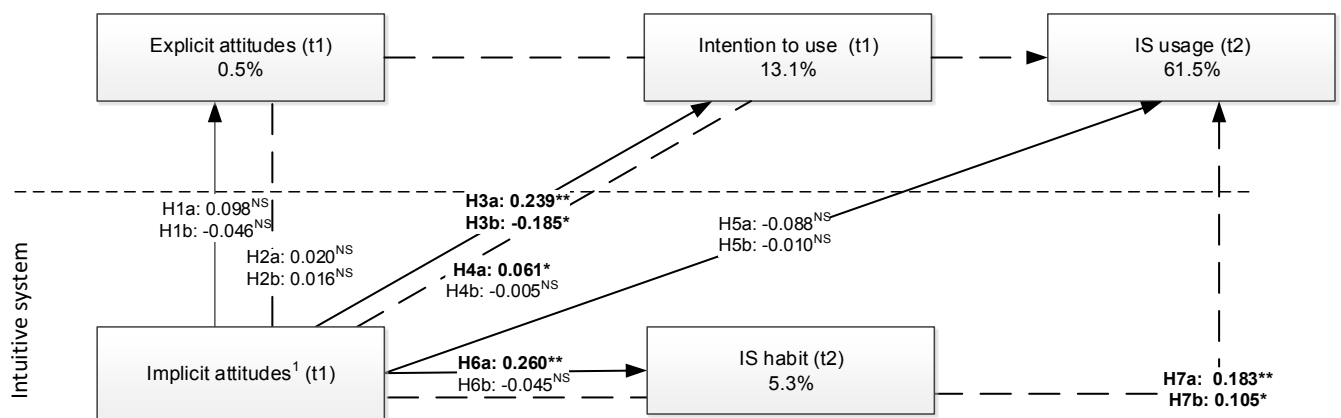 Explicit attitudes (t1)
0.5%
Intention to use (t1)
13.1%
IS usage (t2)
61.5%
H1a: 0.098NS
H1b: -0.046NS
H2a: 0.020NS
H2b: 0.016NS
H3a: 0.239**
H3b: -0.185*
H4a: 0.061*
H4b: -0.005NS
H5a: -0.088NS
H5b: -0.010NS
Intuitive system
Implicit attitudes1 (t1)
H6a: 0.260**
H6b: -0.045NS
IS habit (t2)
5.3%
H7a: 0.183**
H7b: 0.105*